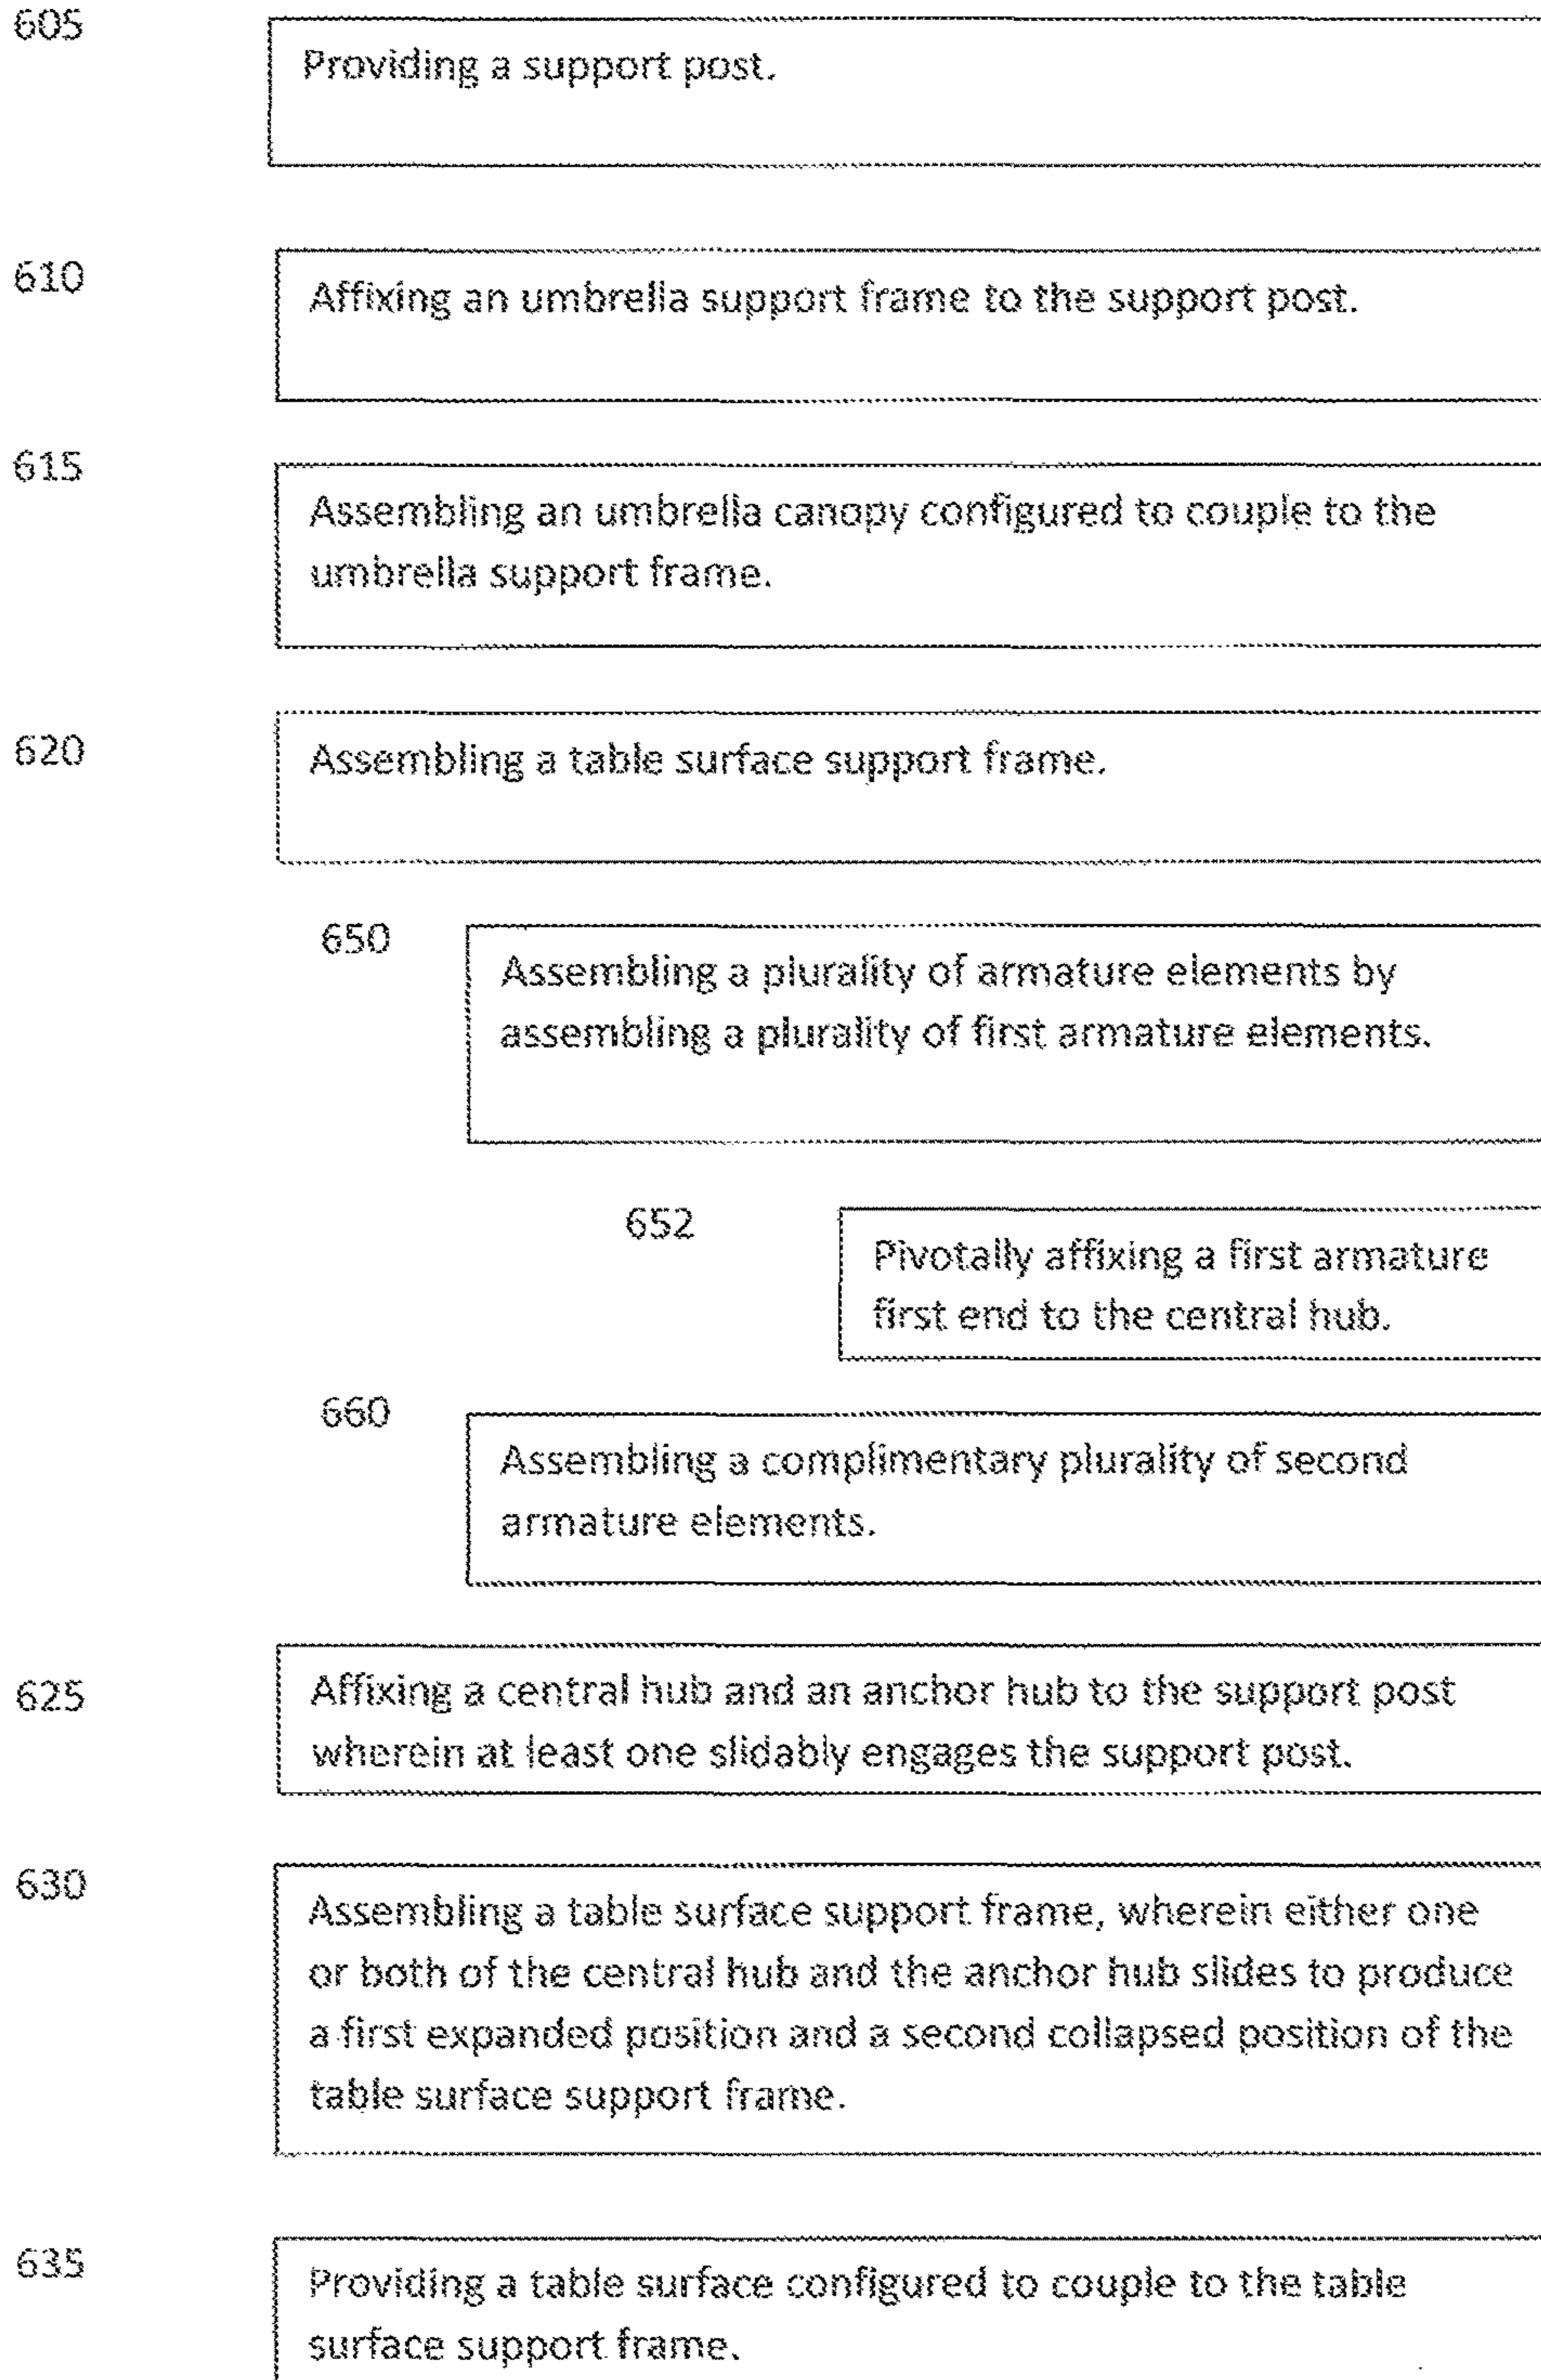 605
Providing a support post.
610
Affixing an umbrella support frame to the support post.
615
Assembling an umbrella canopy configured to couple to the
umbrella support frame.
620
Assembling a table surface support frame.
650
Assembling a plurality of armature elements by
assembling a plurality of first armature elements.
652
Pivotally affixing a first armature
first end to the central hub.
660
Assembling a complimentary plurality of second
armature elements.
625
Affixing a central hub and an anchor hub to the support post
wherein at least one slidably engages the support post.
630
Assembling a table surface support frame, wherein either one
or both of the central hub and the anchor hub slides to produce
a first expanded position and a second collapsed position of the
table surface support frame.
635
Providing a table surface configured to couple to the table
surface support frame.